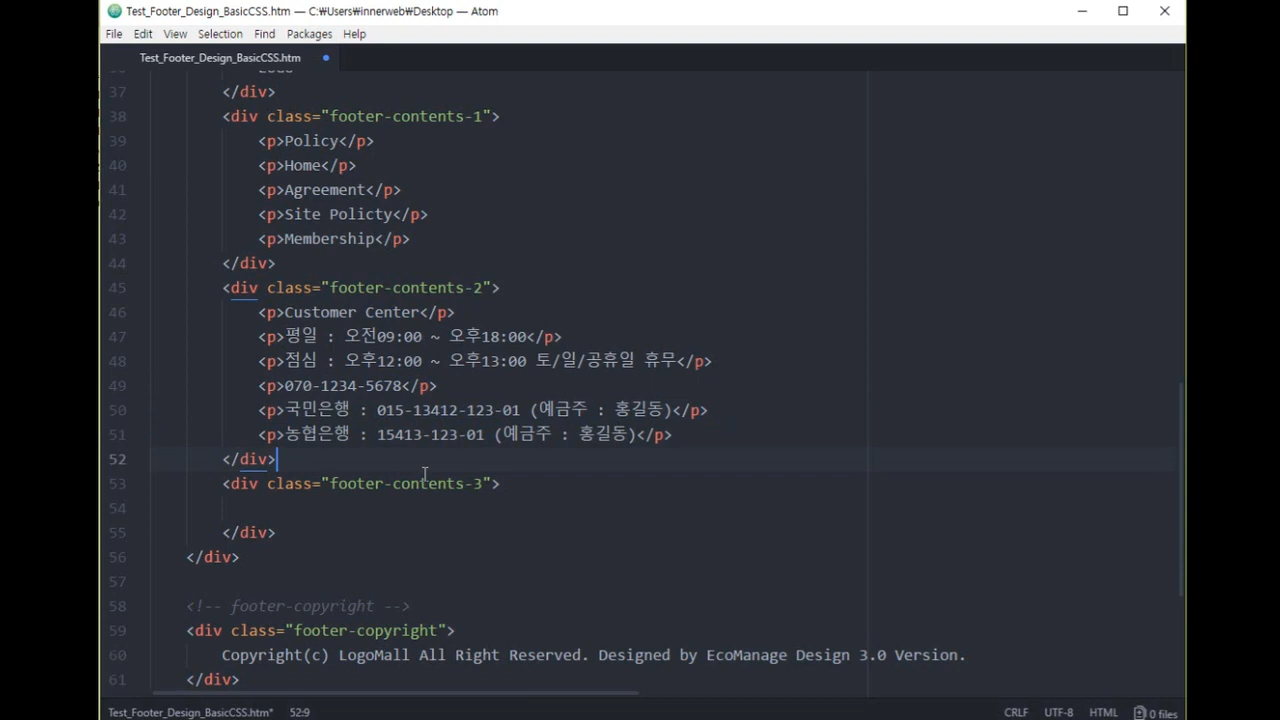 Test_Footer_Design_BasicCSS.htm — C:₩Users₩innerweb₩Desktop — Atom
File Edit View Selection Find Packages Help
Test_Footer_Design_BasicCSS.htm
37 </div>
38 <div class="footer-contents-1">
39 <p>Policy</p>
40 <p>Home</p>
41 <p>Agreement</p>
42 <p>Site Policty</p>
43 <p>Membership</p>
44 </div>
45 <div class="footer-contents-2">
46 <p>Customer Center</p>
47 <p>평일 : 오전09:00 ~ 오후18:00</p>
48 <p>점심 : 오후12:00 ~ 오후13:00 토/일/공휴일 휴무</p>
49 <p>070-1234-5678</p>
50 <p>국민은행 : 015-13412-123-01 (예금주 : 홍길동)</p>
51 <p>농협은행 : 15413-123-01 (예금주 : 홍길동)</p>
52 </div>
53 <div class="footer-contents-3">
54
55 </div>
56 </div>
57
58 <!-- footer-copyright -->
59 <div class="footer-copyright">
60 Copyright(c) LogoMall All Right Reserved. Designed by EcoManage Design 3.0 Version.
61 </div>
Test_Footer_Design_BasicCSS.htm* 52:9 CRLF UTF-8 HTML 0 files